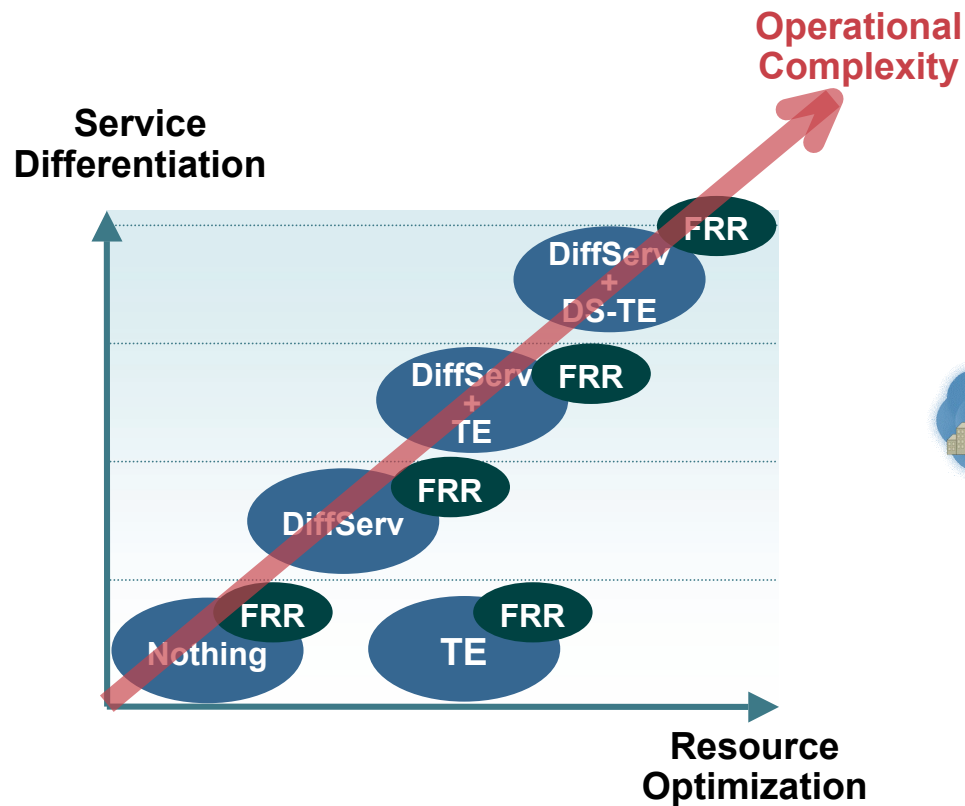 Operational
Complexity
Service
Differentiation
FRR
DiffServ
+
DS-TE
DiffServ
+
TE
FRR
FRR
DiffServ
FRR
Nothing
FRR
TE
Resource
Optimization